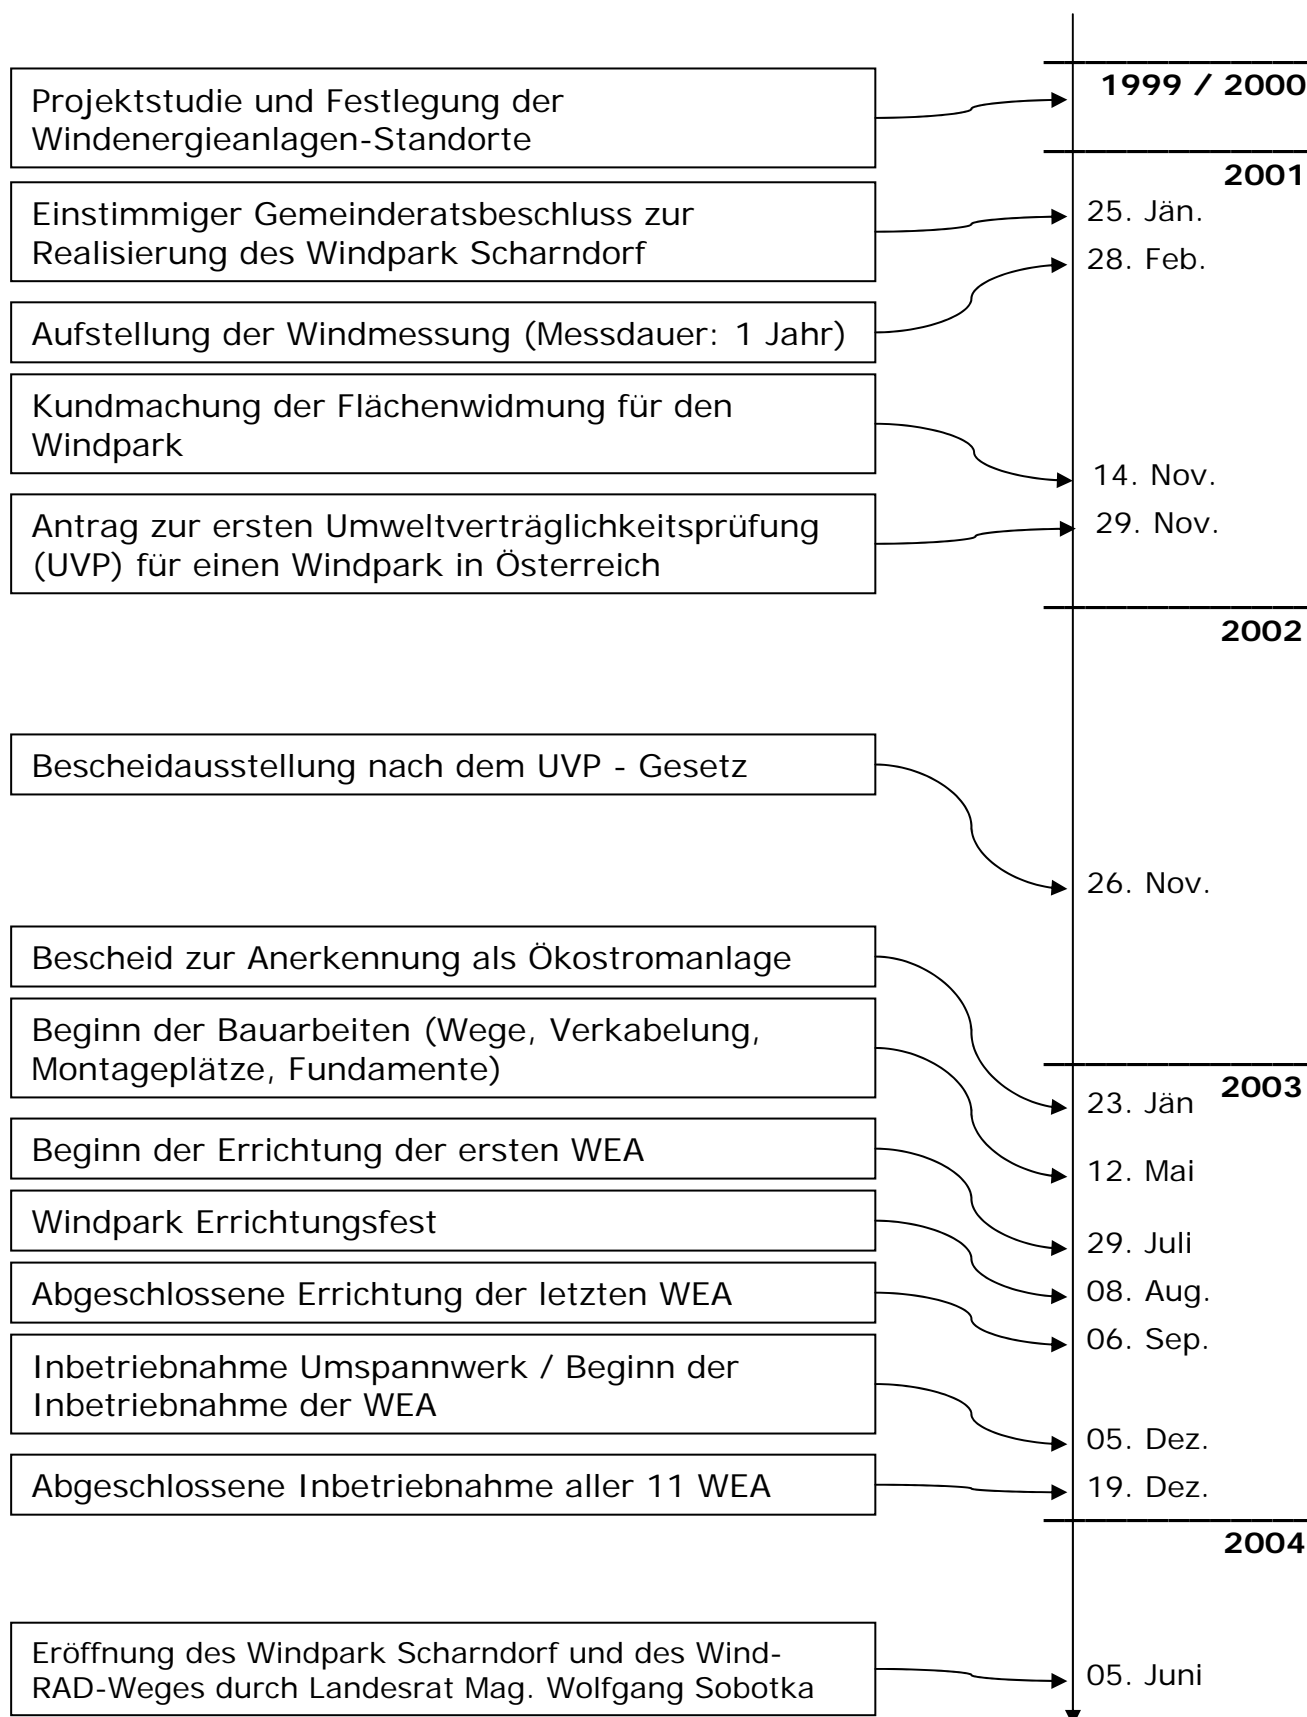 1999 / 2000
Projektstudie und Festlegung der
Windenergieanlagen-Standorte
2001
Einstimmiger Gemeinderatsbeschluss zur
Realisierung des Windpark Scharndorf
25. Jän.
28. Feb.
Aufstellung der Windmessung (Messdauer: 1 Jahr)
Kundmachung der Flächenwidmung für den
Windpark
14. Nov.
Antrag zur ersten Umweltverträglichkeitsprüfung
(UVP) für einen Windpark in Österreich
29. Nov.
2002
Bescheidausstellung nach dem UVP - Gesetz
26. Nov.
Bescheid zur Anerkennung als Ökostromanlage
Beginn der Bauarbeiten (Wege, Verkabelung,
Montageplätze, Fundamente)
2003
23. Jän
Beginn der Errichtung der ersten WEA
12. Mai
Windpark Errichtungsfest
29. Juli
Abgeschlossene Errichtung der letzten WEA
08. Aug.
06. Sep.
Inbetriebnahme Umspannwerk / Beginn der
Inbetriebnahme der WEA
05. Dez.
Abgeschlossene Inbetriebnahme aller 11 WEA
19. Dez.
2004
Eröffnung des Windpark Scharndorf und des Wind-
RAD-Weges durch Landesrat Mag. Wolfgang Sobotka
05. Juni